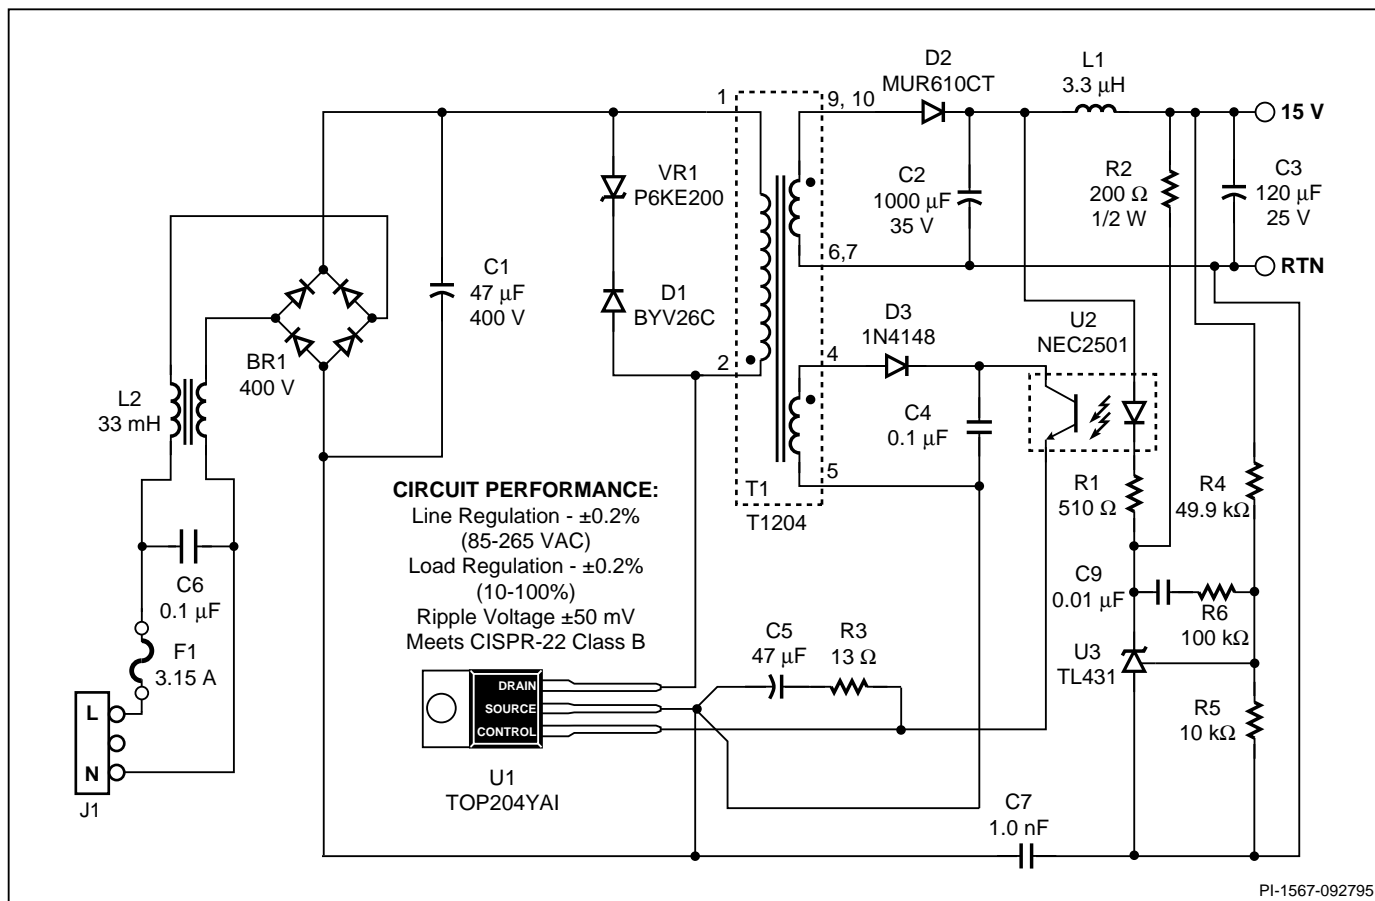 D2
MUR610CT
L1
3.3 μH
1
9, 10
15 V
VR1
P6KE200
C2
1000 μF
35 V
R2
200 Ω
1/2 W
C3
120 μF
25 V
6,7
RTN
C1
47 μF
400 V
D1
BYV26C
D3
1N4148
U2
NEC2501
BR1
400 V
2
4
L2
33 mH
C4
0.1 μF
5
T1
T1204
R1
510 Ω
R4
49.9 kΩ
CIRCUIT PERFORMANCE:
Line Regulation - ±0.2%
(85-265 VAC)
Load Regulation - ±0.2%
(10-100%)
Ripple Voltage ±50 mV
Meets CISPR-22 Class B
C6
0.1 μF
C9
0.01 μF
R6
100 kΩ
F1
3.15 A
C5
47 μF
R3
13 Ω
U3
TL431
DRAIN
SOURCE
CONTROL
R5
10 kΩ
L
N
J1
U1
TOP204YAI
C7
1.0 nF
PI-1567-092795